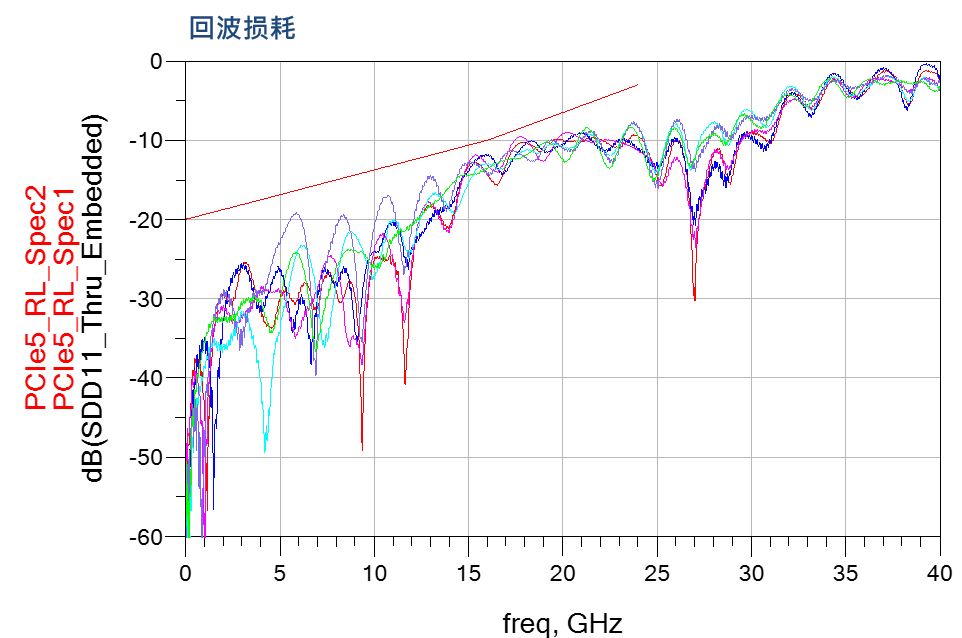 回波损耗
PCIe5_RL_Spec2
PCIe5_RL_Spec1
dB(SDD11_Thru_Embedded)
0
-10
-20
-30
-40
-50
-60
0 5 10 15 20 25 30 35 40
freq, GHz